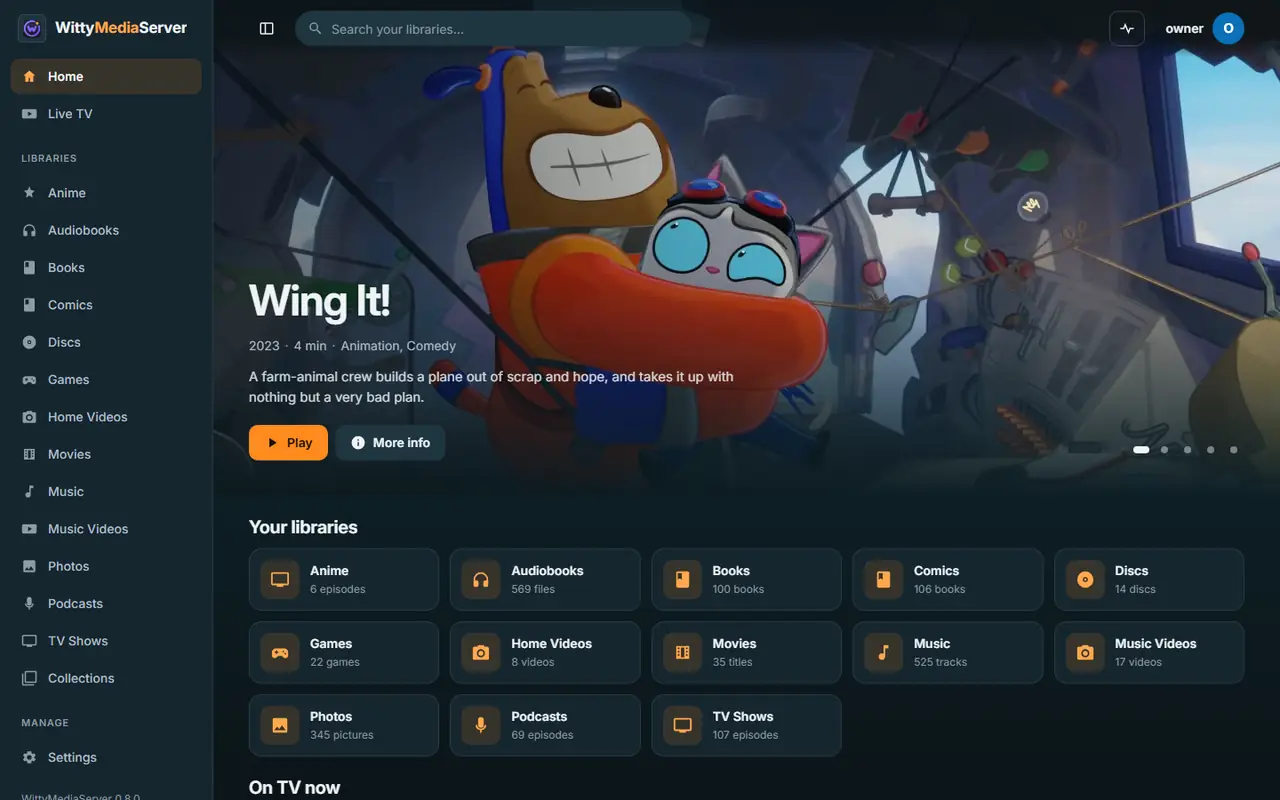 WittyMediaServer
Search your libraries...
owner
O
Home
Live TV
LIBRARIES
Anime
Audiobooks
Books
Comics
Discs
Games
Home Videos
Movies
Music
Music Videos
Photos
Podcasts
TV Shows
Collections
MANAGE
Settings
WittyMediaServer 0.8.0
Wing It!
2023 · 4 min · Animation, Comedy
A farm-animal crew builds a plane out of scrap and hope, and takes it up with
nothing but a very bad plan.
Play
More info
Your libraries
Anime
6 episodes
Audiobooks
569 files
Books
100 books
Comics
106 books
Discs
14 discs
Games
22 games
Home Videos
8 videos
Movies
35 titles
Music
525 tracks
Music Videos
17 videos
Photos
345 pictures
Podcasts
69 episodes
TV Shows
107 episodes
On TV now